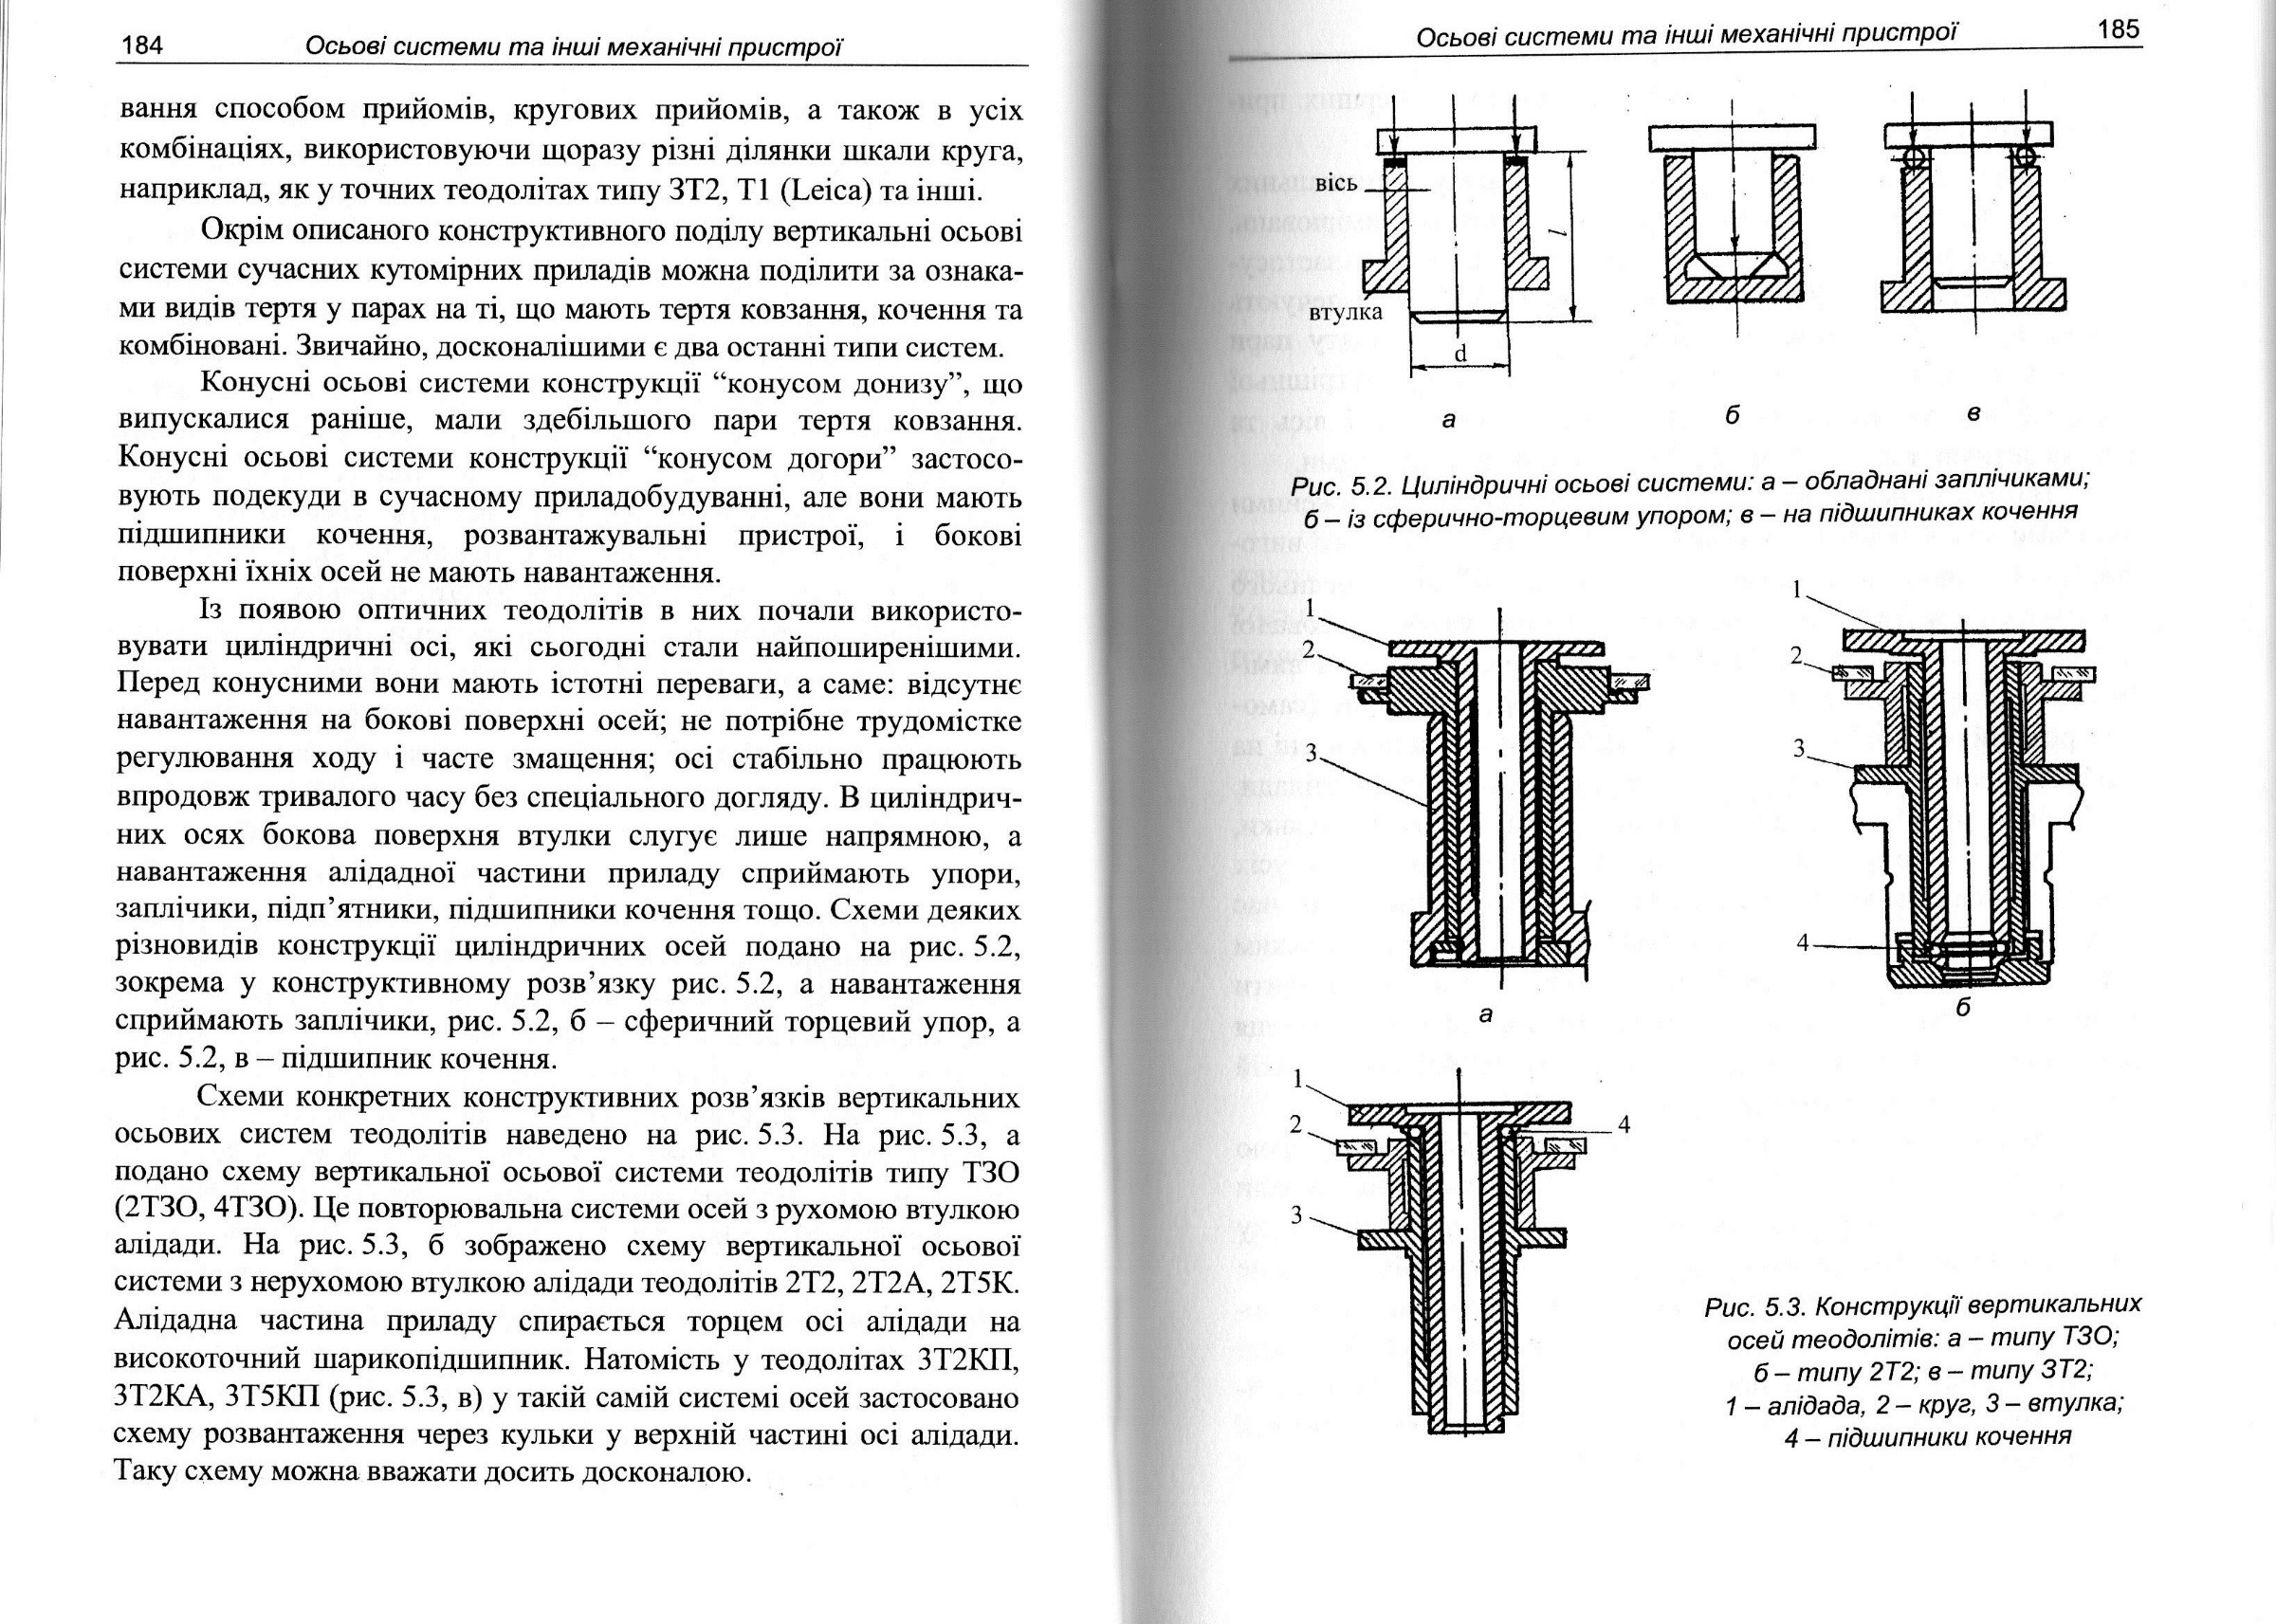 184 Осьові системи та інші механічні пристрої
вання способом прийомів, кругових прийомів, а також в усіх
комбінаціях, використовуючи щоразу різні ділянки шкали круга,
наприклад, як у точних теодолітах типу 3Т2, Т1 (Leica) та інші.
Окрім описаного конструктивного поділу вертикальні осьові
системи сучасних кутомірних приладів можна поділити за ознака-
ми видів тертя у парах на ті, що мають тертя ковзання, кочення та
комбіновані. Звичайно, досконалішими є два останні типи систем.
Конусні осьові системи конструкції “конусом донизу”, що
випускалися раніше, мали здебільшого пари тертя ковзання.
Конусні осьові системи конструкції “конусом догори” застосо-
вують подекуди в сучасному приладобудуванні, але вони мають
підшипники кочення, розвантажувальні пристрої, і бокові
поверхні їхніх осей не мають навантаження.
Із появою оптичних теодолітів в них почали використо-
вувати циліндричні осі, які сьогодні стали найпоширенішими.
Перед конусними вони мають істотні переваги, а саме: відсутнє
навантаження на бокові поверхні осей; не потрібне трудомістке
регулювання ходу і часте змащення; осі стабільно працюють
впродовж тривалого часу без спеціального догляду. В циліндрич-
них осях бокова поверхня втулки слугує лише напрямною, а
навантаження алідадної частини приладу сприймають упори,
заплічики, підп’ятники, підшипники кочення тощо. Схеми деяких
різновидів конструкції циліндричних осей подано на рис. 5.2,
зокрема у конструктивному розв’язку рис. 5.2, а навантаження
сприймають заплічики, рис. 5.2, б – сферичний торцевий упор, а
рис. 5.2, в – підшипник кочення.
Схеми конкретних конструктивних розв’язків вертикальних
осьових систем теодолітів наведено на рис. 5.3. На рис. 5.3, а
подано схему вертикальної осьової системи теодолітів типу Т3О
(2Т3О, 4Т3О). Це повторювальна системи осей з рухомою втулкою
алідади. На рис. 5.3, б зображено схему вертикальної осьової
системи з нерухомою втулкою алідади теодолітів 2Т2, 2Т2А, 2Т5К.
Алідадна частина приладу спирається торцем осі алідади на
високоточний шарикопідшипник. Натомість у теодолітах 3Т2КП,
3Т2КА, 3Т5КП (рис. 5.3, в) у такій самій системі осей застосовано
схему розвантаження через кульки у верхній частині осі алідади.
Таку схему можна вважати досить досконалою.
Осьові системи та інші механічні пристрої 185
вісь
l
втулка
d
а б в
Рис. 5.2. Циліндричні осьові системи: а – обладнані заплічиками;
б – із сферично-торцевим упором; в – на підшипниках кочення
1
2
3
а
1
2
3
4
б
1
2
4
3
Рис. 5.3. Конструкції вертикальних
осей теодолітів: а – типу Т3О;
б – типу 2Т2; в – типу 3Т2;
1 – алідада, 2 – круг, 3 – втулка;
4 – підшипники кочення